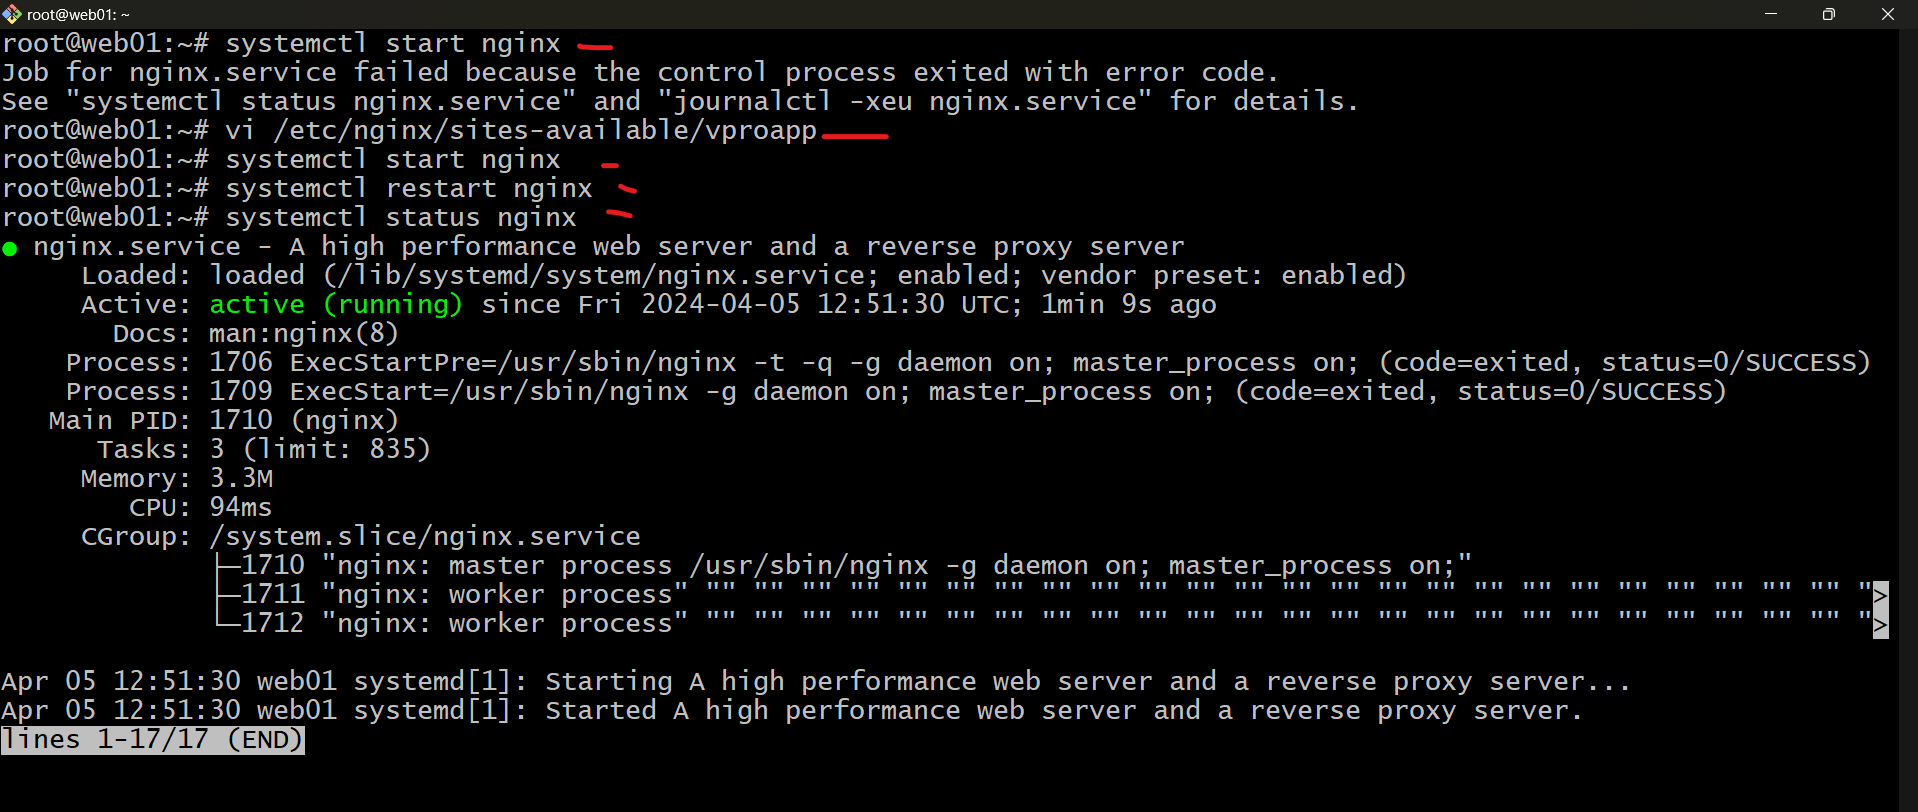 root@web01: ~
root@web01:~# systemctl start nginx
Job for nginx.service failed because the control process exited with error code.
See "systemctl status nginx.service" and "journalctl -xeu nginx.service" for details.
root@web01:~# vi /etc/nginx/sites-available/vproapp
root@web01:~# systemctl start nginx
root@web01:~# systemctl restart nginx
root@web01:~# systemctl status nginx
● nginx.service - A high performance web server and a reverse proxy server
     Loaded: loaded (/lib/systemd/system/nginx.service; enabled; vendor preset: enabled)
     Active: active (running) since Fri 2024-04-05 12:51:30 UTC; 1min 9s ago
       Docs: man:nginx(8)
    Process: 1706 ExecStartPre=/usr/sbin/nginx -t -q -g daemon on; master_process on; (code=exited, status=0/SUCCESS)
    Process: 1709 ExecStart=/usr/sbin/nginx -g daemon on; master_process on; (code=exited, status=0/SUCCESS)
   Main PID: 1710 (nginx)
      Tasks: 3 (limit: 835)
     Memory: 3.3M
        CPU: 94ms
     CGroup: /system.slice/nginx.service
             ├─1710 "nginx: master process /usr/sbin/nginx -g daemon on; master_process on;"
             ├─1711 "nginx: worker process" "" "" "" "" "" "" "" "" "" "" "" "" "" "" "" "" "" "" "" "" "" "" "" "" ">
             └─1712 "nginx: worker process" "" "" "" "" "" "" "" "" "" "" "" "" "" "" "" "" "" "" "" "" "" "" "" "" ">
Apr 05 12:51:30 web01 systemd[1]: Starting A high performance web server and a reverse proxy server...
Apr 05 12:51:30 web01 systemd[1]: Started A high performance web server and a reverse proxy server.
lines 1-17/17 (END)